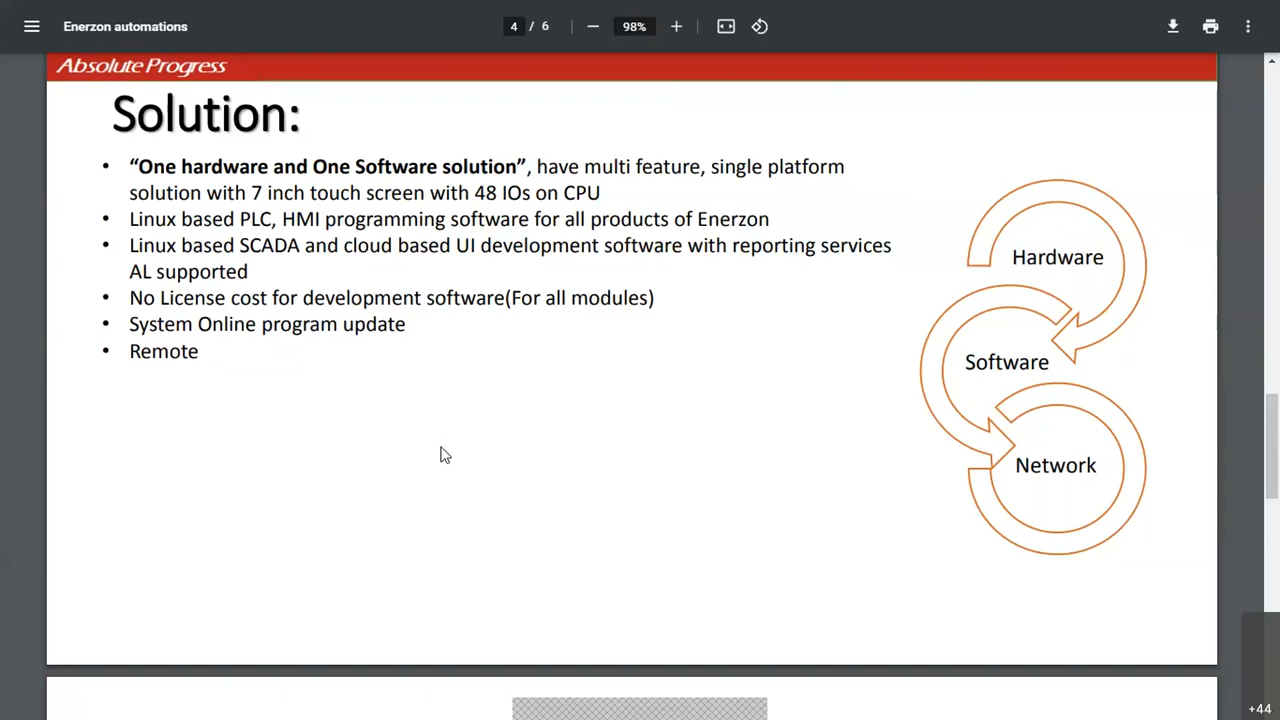 Enerzon automations
4 / 6
98%
Absolute Progress
Solution:
• “One hardware and One Software solution”, have multi feature, single platform
solution with 7 inch touch screen with 48 IOs on CPU
• Linux based PLC, HMI programming software for all products of Enerzon
• Linux based SCADA and cloud based UI development software with reporting services
AL supported
• No License cost for development software(For all modules)
• System Online program update
• Remote
Hardware
Software
Network
+44